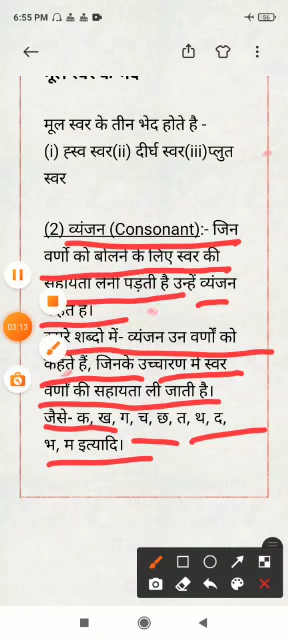 6:55 PM
56
मूल स्वर के तीन भेद होते है -
(i) ह्स्व स्वर(ii) दीर्घ स्वर(iii)प्लुत
स्वर
(2) व्यंजन (Consonant):- जिन
वर्णो को बोलने के लिए स्वर की
सहायता लेनी पड़ती है उन्हें व्यंजन
है।
शब्दो में- व्यंजन उन वर्णों को
कहते हैं, जिनके उच्चारण में स्वर
वर्णों की सहायता ली जाती है।
जैसे- क, ख, ग, च, छ, त, थ, द,
भ, म इत्यादि।
03:13